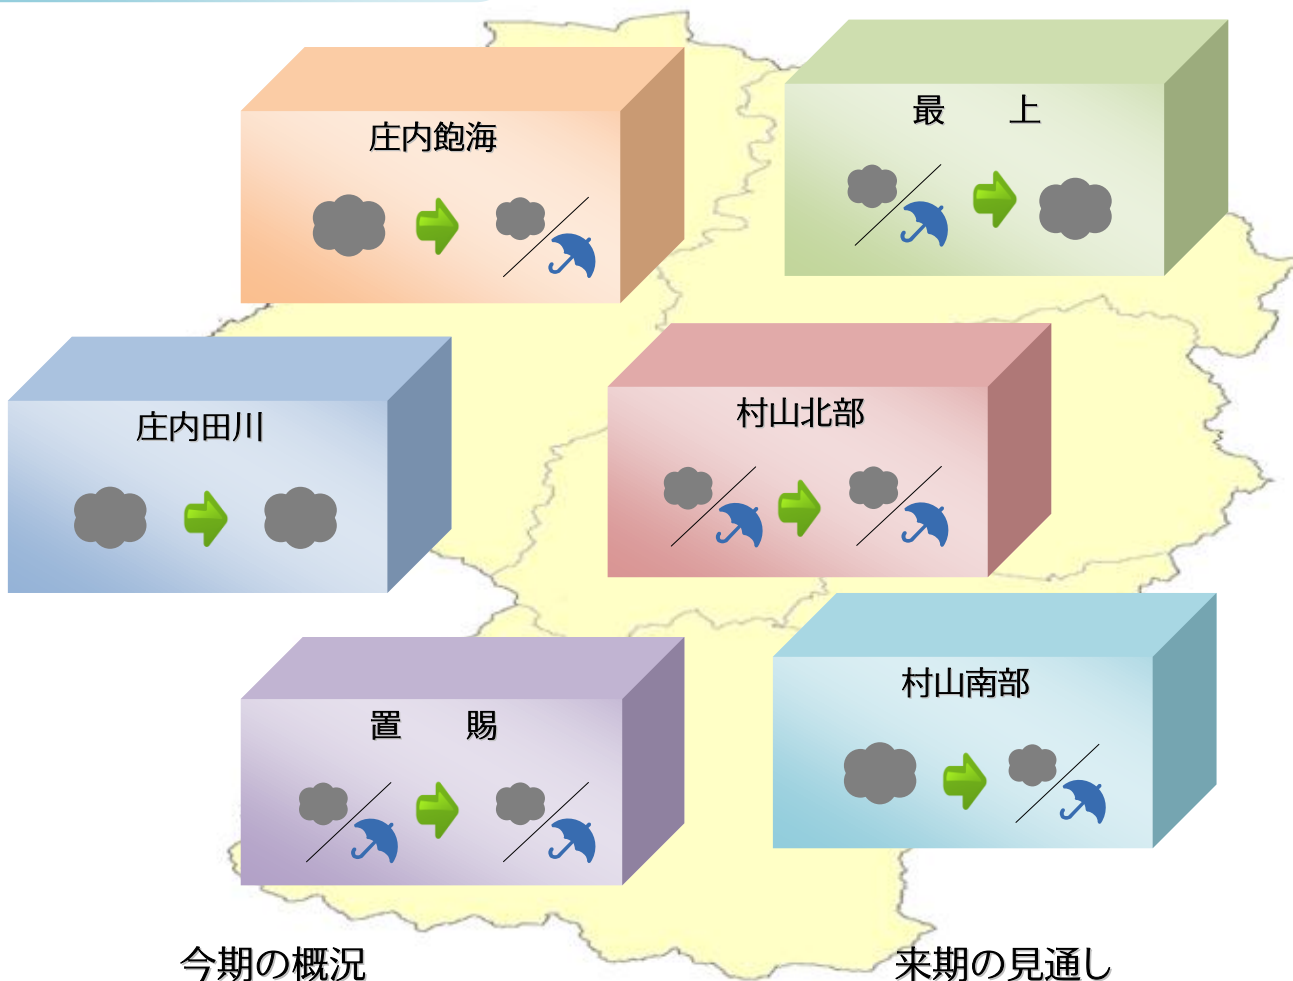 庄内飽海
最　上
庄内田川
村山北部
置　賜
村山南部
今期の概況
来期の見通し